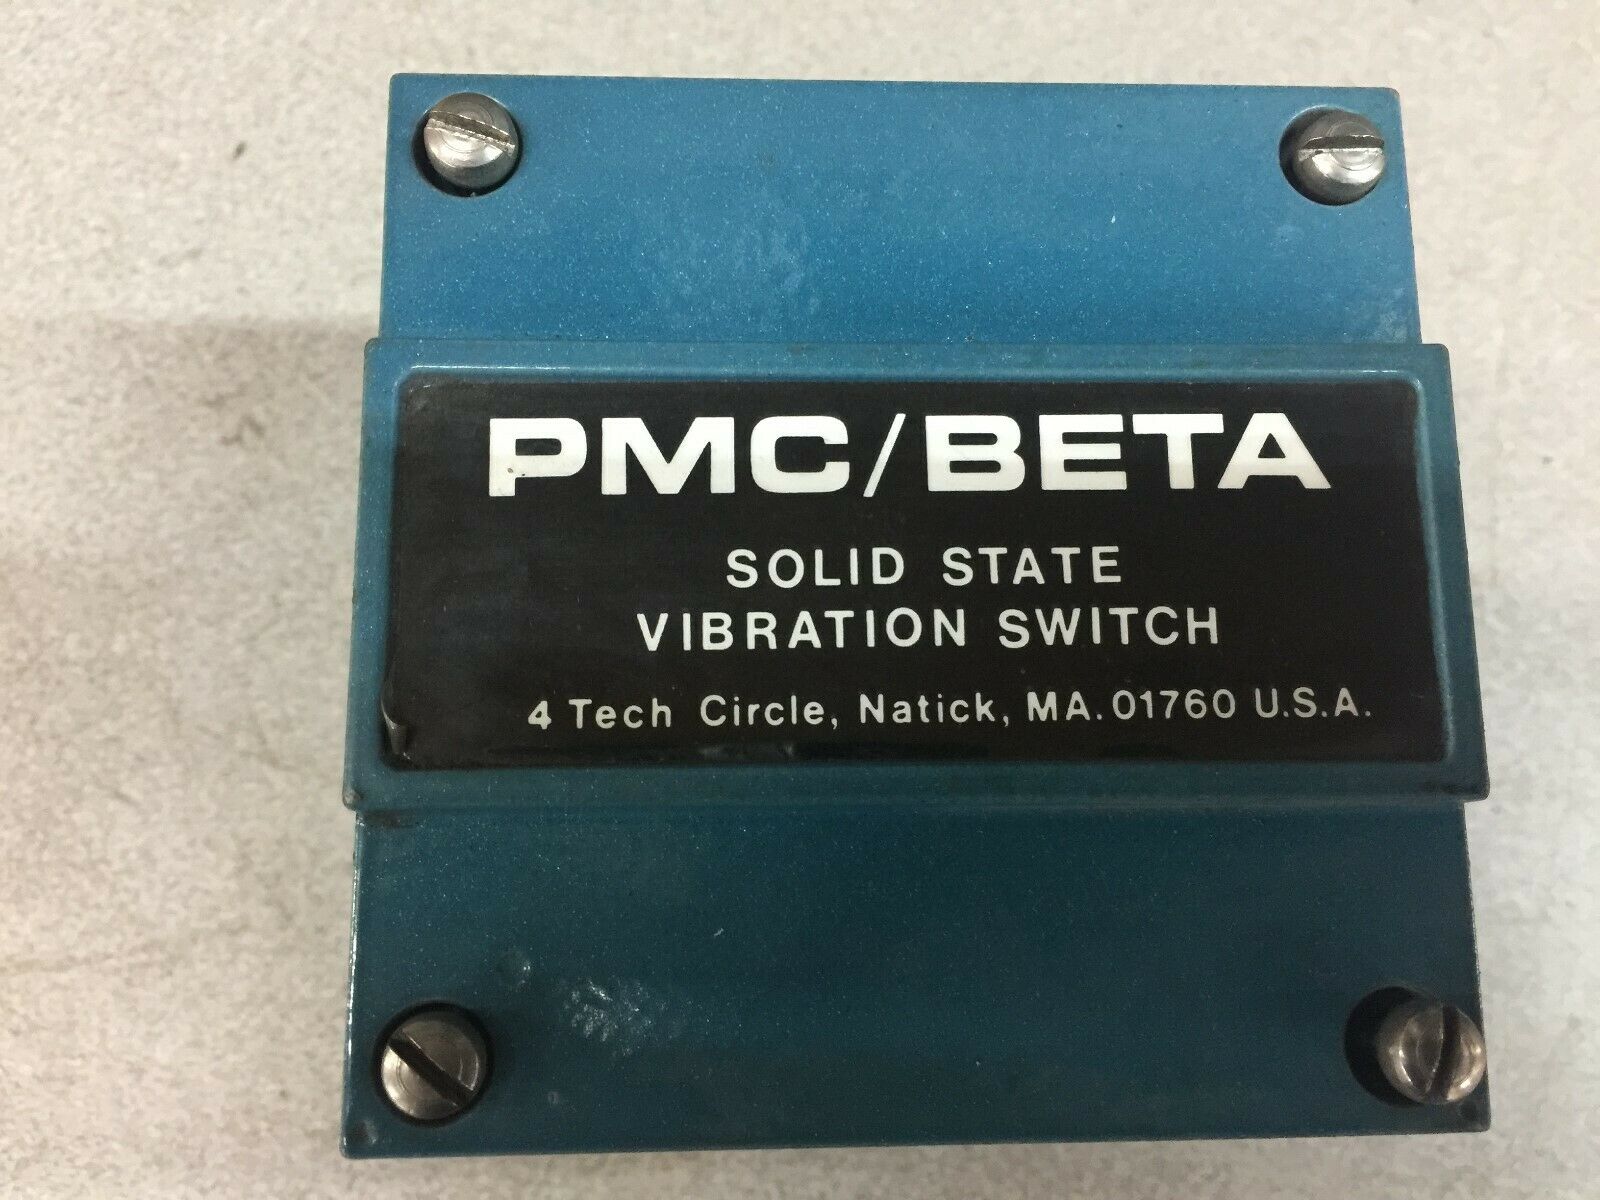 PMC/BETA
SOLID STATE
VIBRATION SWITCH
4 Tech Circle, Natick, MA. 01760 U.S.A.